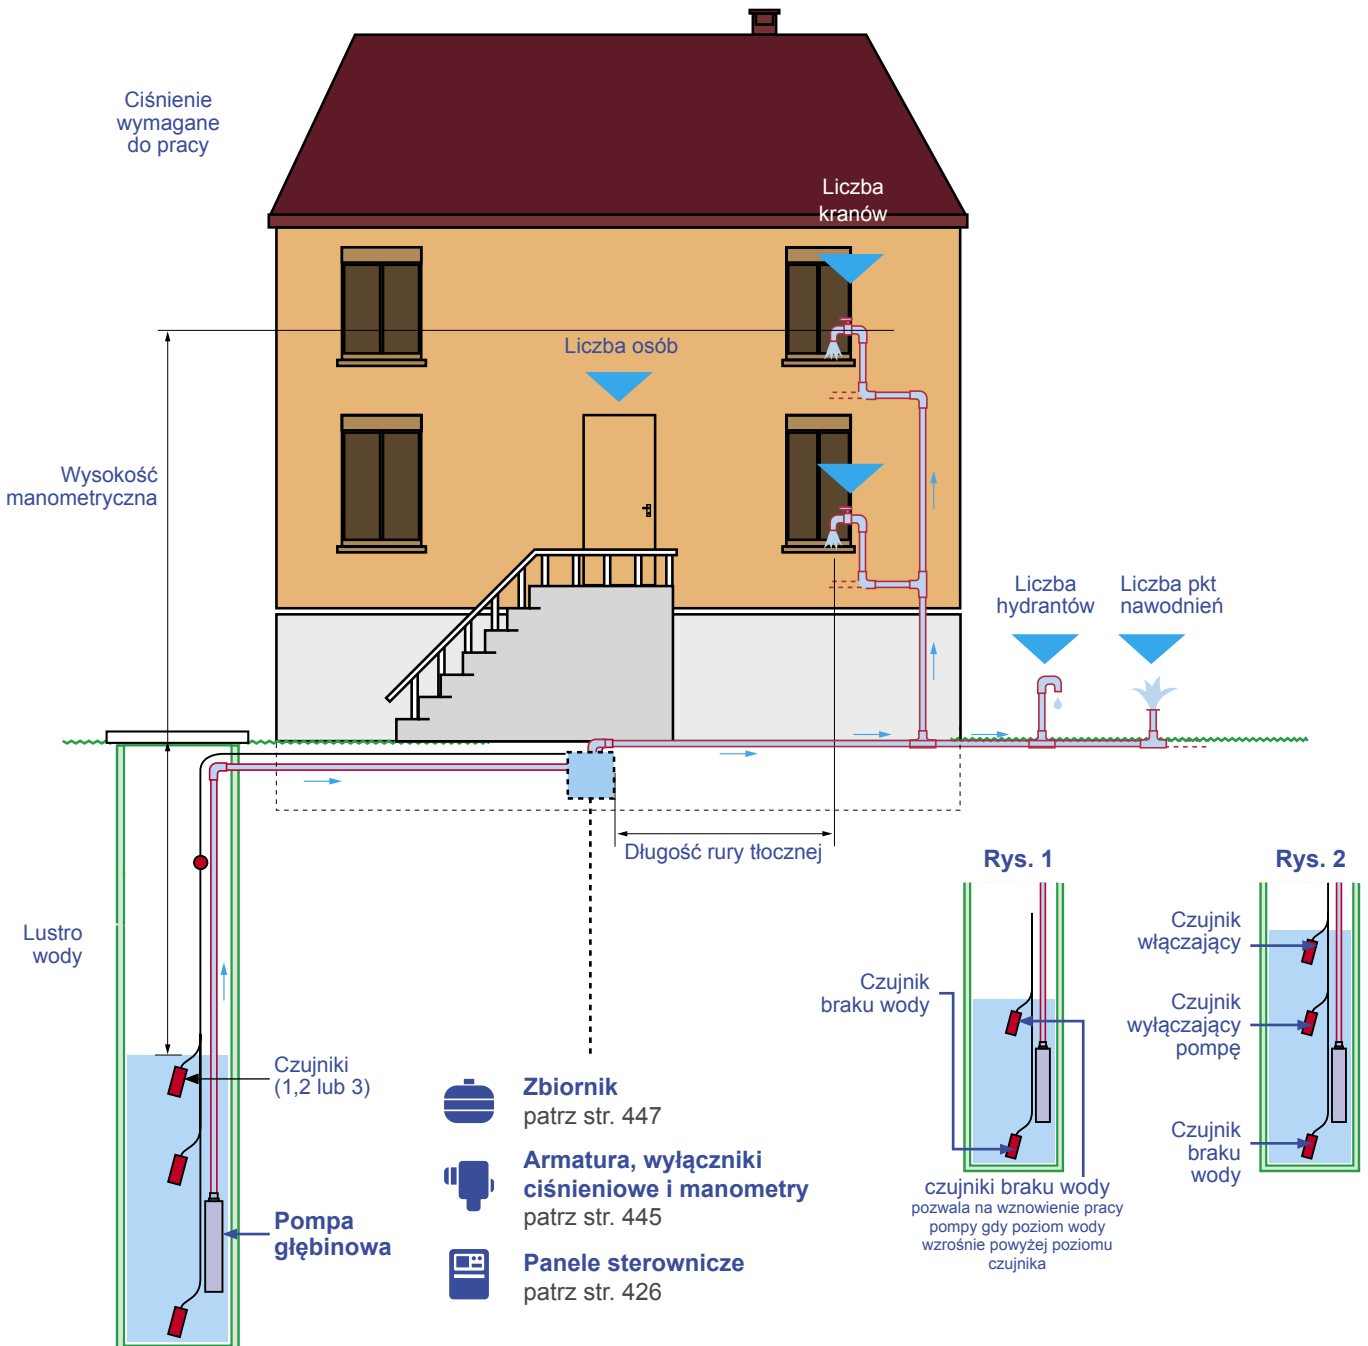 Ciśnienie
wymagane
do pracy
Liczba
kranów
Liczba osób
Wysokość
manometryczna
Liczba
hydrantów
Liczba pkt
nawodnień
Długość rury tłocznej
Lustro
wody
Czujniki
(1,2 lub 3)
Pompa
głębinowa
Zbiornik
patrz str. 447
Armatura, wyłączniki
ciśnieniowe i manometry
patrz str. 445
Panele sterownicze
patrz str. 426
Rys. 1
Czujnik
braku wody
czujniki braku wody
pozwala na wznowienie pracy
pompy gdy poziom wody
wzrośnie powyżej poziomu
czujnika
Rys. 2
Czujnik
włączający
Czujnik
wyłączający
pompę
Czujnik
braku
wody